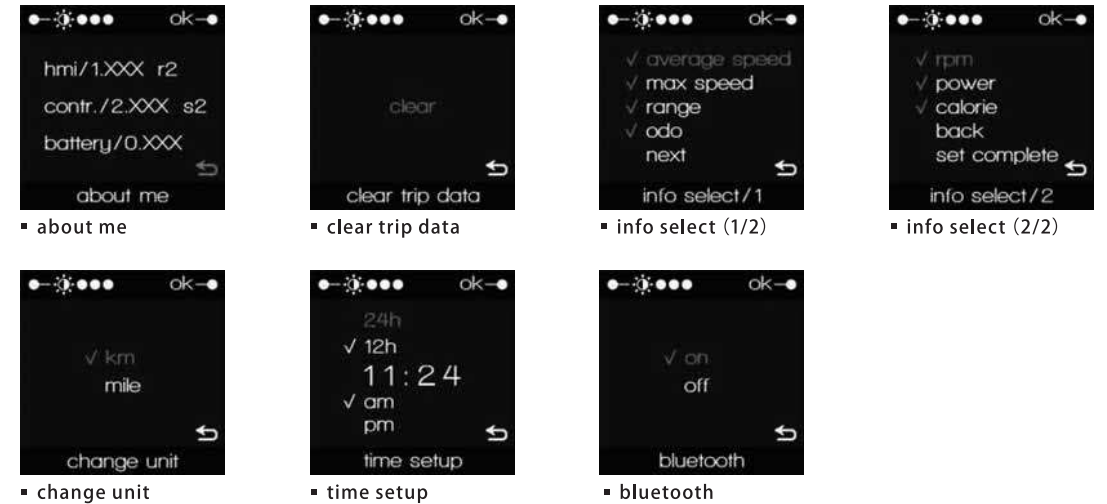 ok
hmi/1.XXX r2
contr./2.XXX s2
battery/0.XXX
about me
▪ about me
ok
clear
clear trip data
▪ clear trip data
ok
√ average speed
√ max speed
√ range
√ odo
next
info select/1
▪ info select (1/2)
ok
√ rpm
√ power
√ calorie
back
set complete
info select/2
▪ info select (2/2)
ok
√ km
mile
change unit
▪ change unit
ok
24h
√ 12h
11:24
√ am
pm
time setup
▪ time setup
ok
√ on
off
bluetooth
▪ bluetooth